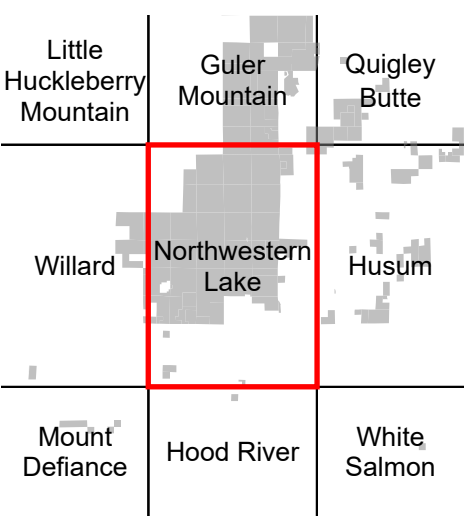 Little
Huckleberry
Mountain
Guler
Mountain
Quigley
Butte
Willard
Northwestern
Lake
Husum
Mount
Defiance
Hood River
White
Salmon